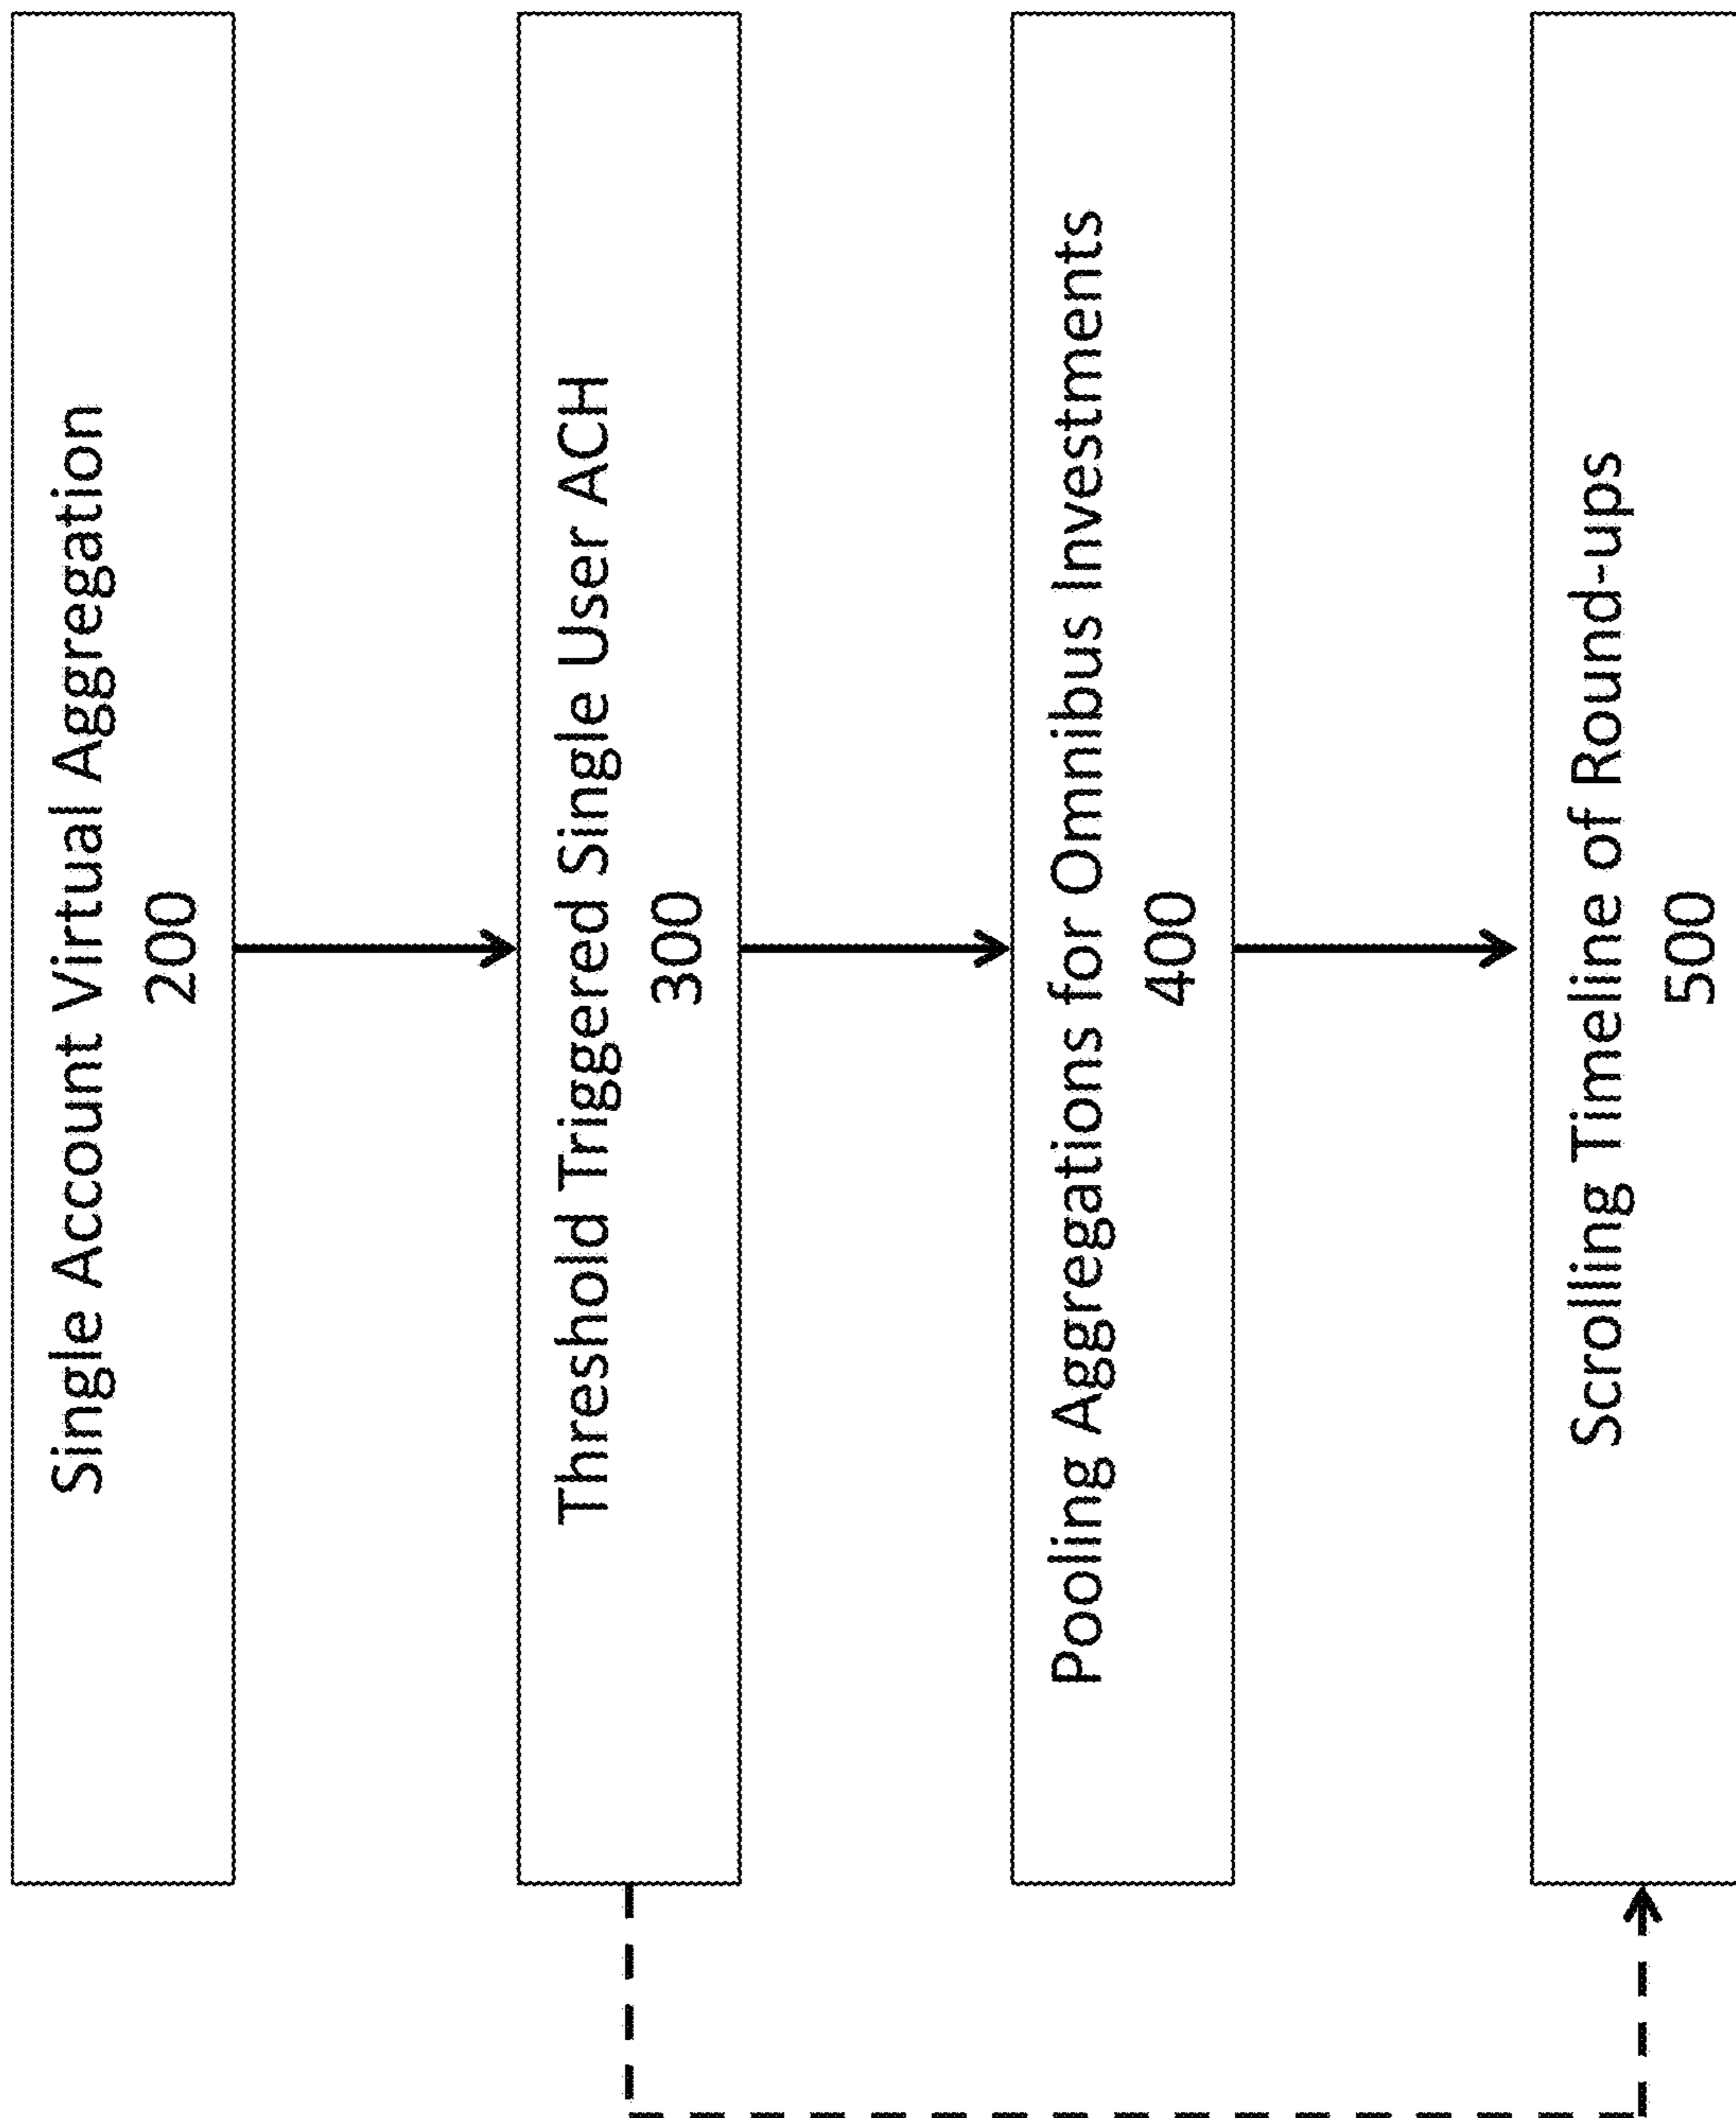 Single Account Virtual Aggregation
200
Threshold Triggered Single User ACH
300
Pooling Aggregations for Omnibus Investments
400
Scrolling Timeline of Round-ups
500